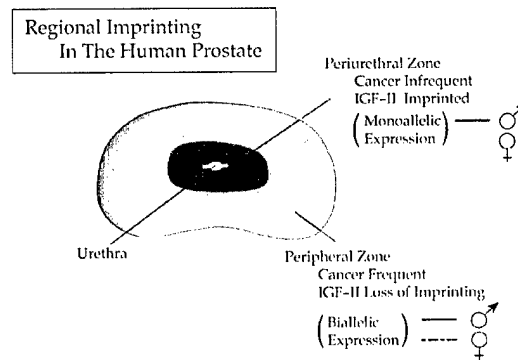 Regional Imprinting
In The Human Prostate
Periurethral Zone
Cancer Infrequent
IGF-II Imprinted
(Monoallelic
Expression)
Urethra
Peripheral Zone
Cancer Frequent
IGF-II Loss of Imprinting
(Biallelic
Expression)